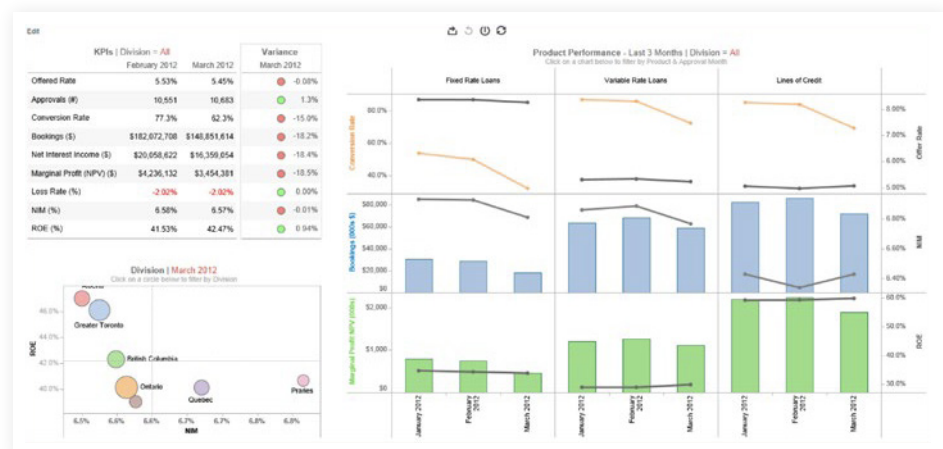 Edit
KPIs | Division = All
Variance
February 2012 March 2012
March 2012
Offered Rate 5.53% 5.45% -0.08%
Approvals (#) 10,551 10,683 1.3%
Conversion Rate 77.3% 62.3% -15.0%
Bookings ($) $182,072,708 $148,851,614 -18.2%
Net Interest Income ($) $20,058,622 $16,359,054 -18.4%
Marginal Profit (NPV) ($) $4,236,132 $3,454,381 -18.5%
Loss Rate (%) -2.02% -2.02% 0.00%
NIM (%) 6.58% 6.57% -0.01%
ROE (%) 41.53% 42.47% 0.94%
Division | March 2012
Click on a circle below to filter by Division
Greater Toronto
British Columbia
Ontario
Quebec
Praries
ROE
46.0%
44.0%
42.0%
40.0%
6.5% 6.6% 6.6% 6.7% 6.7% 6.8% 6.8%
NIM
Product Performance - Last 3 Months | Division = All
Click on a chart below to filter by Product & Approval Month
Fixed Rate Loans Variable Rate Loans Lines of Credit
Conversion Rate
80.0%
60.0%
40.0%
8.00%
7.00%
6.00%
5.00%
Offer Rate
Bookings (000s $)
$80,000
$60,000
$40,000
$20,000
$0
6.80%
6.60%
6.40%
NIM
Marginal Profit NPV (000s)
$2,000
$1,000
$0
60.0%
50.0%
40.0%
30.0%
ROE
January 2012 February 2012 March 2012 January 2012 February 2012 March 2012 January 2012 February 2012 March 2012